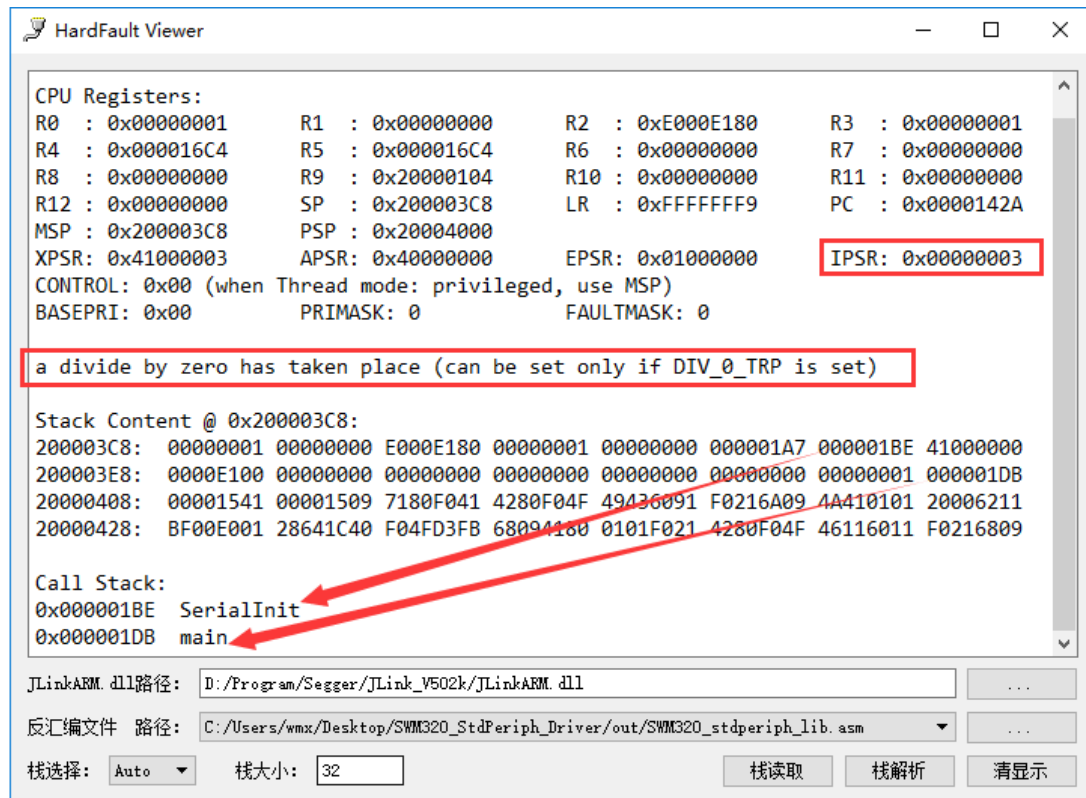 HardFault Viewer
CPU Registers:
R0  : 0x00000001      R1  : 0x00000000      R2  : 0xE000E180      R3  : 0x00000001
R4  : 0x000016C4      R5  : 0x000016C4      R6  : 0x00000000      R7  : 0x00000000
R8  : 0x00000000      R9  : 0x20000104      R10 : 0x00000000      R11 : 0x00000000
R12 : 0x00000000      SP  : 0x200003C8      LR  : 0xFFFFFFF9      PC  : 0x0000142A
MSP : 0x200003C8      PSP : 0x20004000
XPSR: 0x41000003      APSR: 0x40000000      EPSR: 0x01000000      IPSR: 0x00000003
CONTROL: 0x00 (when Thread mode: privileged, use MSP)
BASEPRI: 0x00         PRIMASK: 0            FAULTMASK: 0
a divide by zero has taken place (can be set only if DIV_0_TRP is set)
Stack Content @ 0x200003C8:
200003C8:  00000001 00000000 E000E180 00000001 00000000 000001A7 000001BE 41000000
200003E8:  0000E100 00000000 00000000 00000000 00000000 00000000 00000001 000001DB
20000408:  00001541 00001509 7180F041 4280F04F 49436091 F0216A09 4A410101 20006211
20000428:  BF00E001 28641C40 F04FD3FB 68094180 0101F021 4280F04F 46116011 F0216809
Call Stack:
0x000001BE  SerialInit
0x000001DB  main
JLinkARM.dll路径: D:/Program/Segger/JLink_V502k/JLinkARM.dll ...
反汇编文件 路径: C:/Users/wmx/Desktop/SWM320_StdPeriph_Driver/out/SWM320_stdperiph_lib.asm ...
栈选择: Auto 栈大小: 32 栈读取 栈解析 清显示